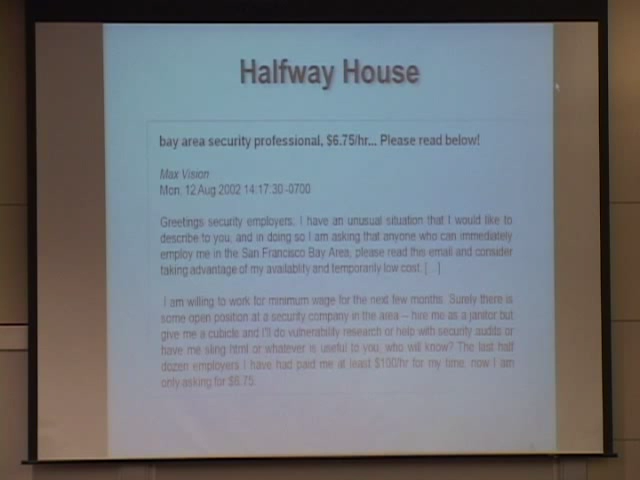 Halfway House
bay area security professional, $6.75/hr... Please read below!
Max Vision
Mon, 12 Aug 2002 14:17:30 -0700
Greetings security employers, I have an unusual situation that I would like to
describe to you, and in doing so I am asking that anyone who can immediately
employ me in the San Francisco Bay Area, please read this email and consider
taking advantage of my availablity and temporarily low cost. [...]
I am willing to work for minimum wage for the next few months. Surely there is
some open position at a security company in the area -- hire me as a janitor but
give me a cubicle and I'll do vulnerability research or help with security audits or
have me sling html or whatever is useful to you, who will know? The last half
dozen employers I have had paid me at least $100/hr for my time, now I am
only asking for $6.75.